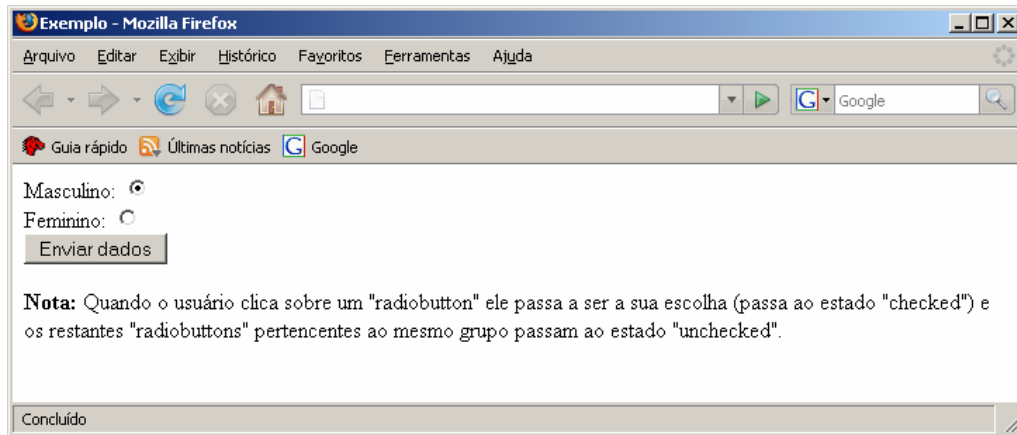 Exemplo - Mozilla Firefox
Arquivo Editar Exibir Histórico Favoritos Ferramentas Ajuda
G Google
Guia rápido Últimas notícias G Google
Masculino:
Feminino:
Enviar dados
Nota: Quando o usuário clica sobre um "radiobutton" ele passa a ser a sua escolha (passa ao estado "checked") e
os restantes "radiobuttons" pertencentes ao mesmo grupo passam ao estado "unchecked".
Concluído